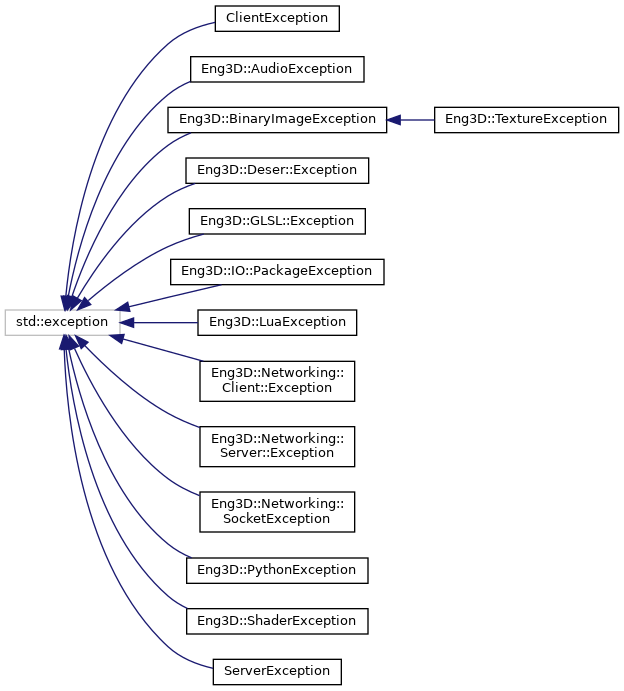 ClientException
Eng3D::AudioException
Eng3D::BinaryImageException
Eng3D::TextureException
Eng3D::Deser::Exception
Eng3D::GLSL::Exception
Eng3D::IO::PackageException
std::exception
Eng3D::LuaException
Eng3D::Networking::
Client::Exception
Eng3D::Networking::
Server::Exception
Eng3D::Networking::
SocketException
Eng3D::PythonException
Eng3D::ShaderException
ServerException